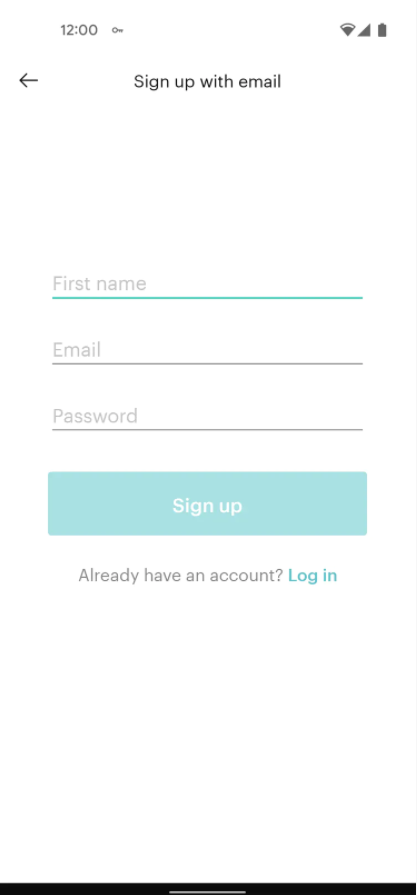 12:00
Sign up with email
First name
Email
Password
Sign up
Already have an account? Log in